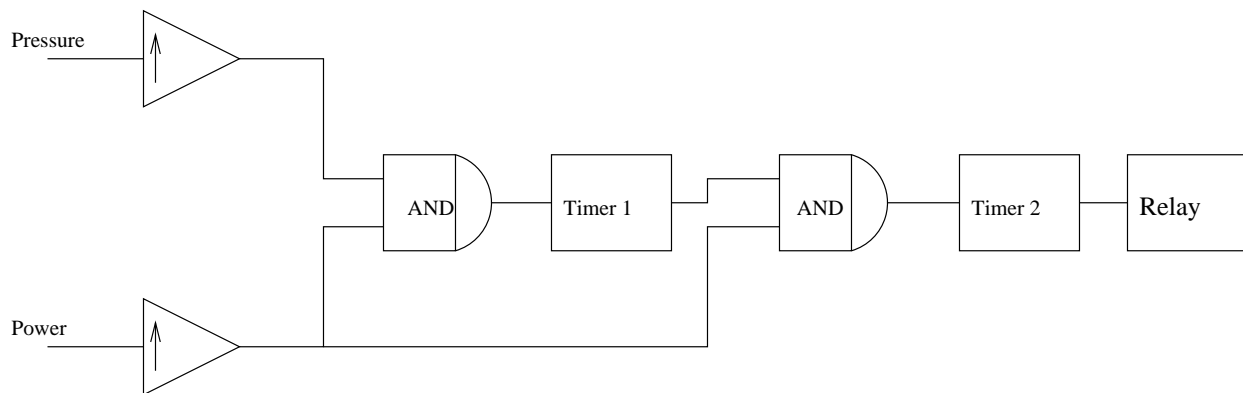 Pressure
AND
Timer 1
AND
Timer 2
Relay
Power